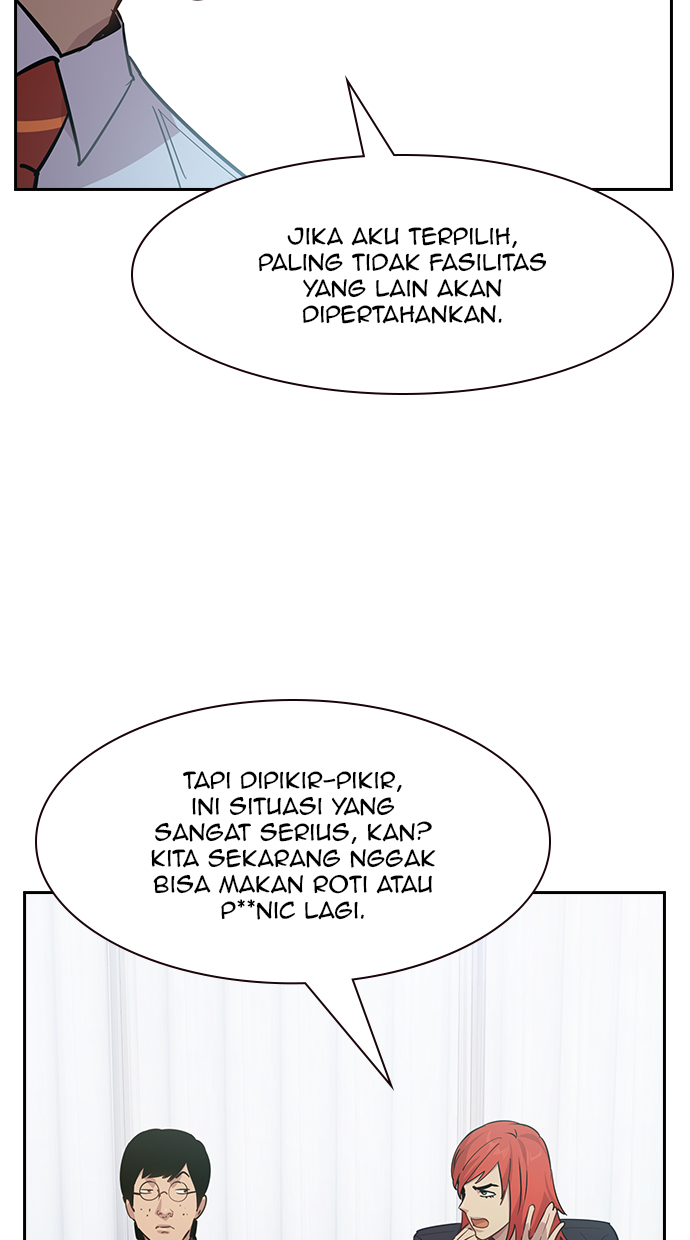 JIKA AKU TERPILIH,
PALING TIDAK FASILITAS
YANG LAIN AKAN
DIPERTAHANKAN.
TAPI DIPIKIR-PIKIR,
INI SITUASI YANG
SANGAT SERIUS, KAN?
KITA SEKARANG NGGAK
BISA MAKAN ROTI ATAU
P**NIC LAGI.